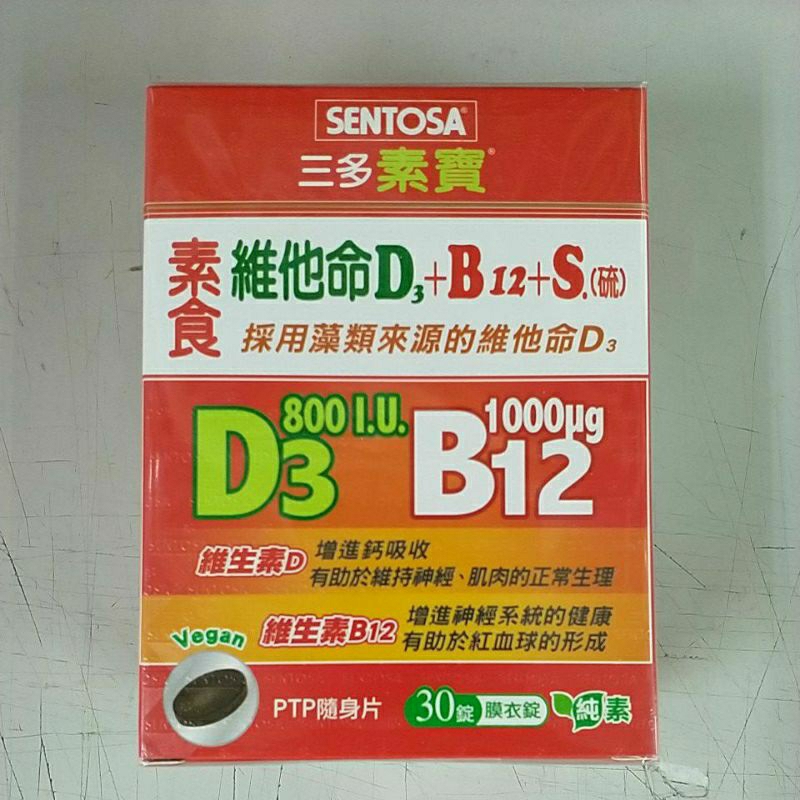 SENTOSA
三多素寶®
素食 維他命D3+B12+S.(硫)
採用藻類來源的維他命D3
D3 800 I.U. B12 1000μg
維生素D 增進鈣吸收
有助於維持神經、肌肉的正常生理
維生素B12 增進神經系統的健康
有助於紅血球的形成
Vegan
PTP隨身片 30錠 膜衣錠 純素